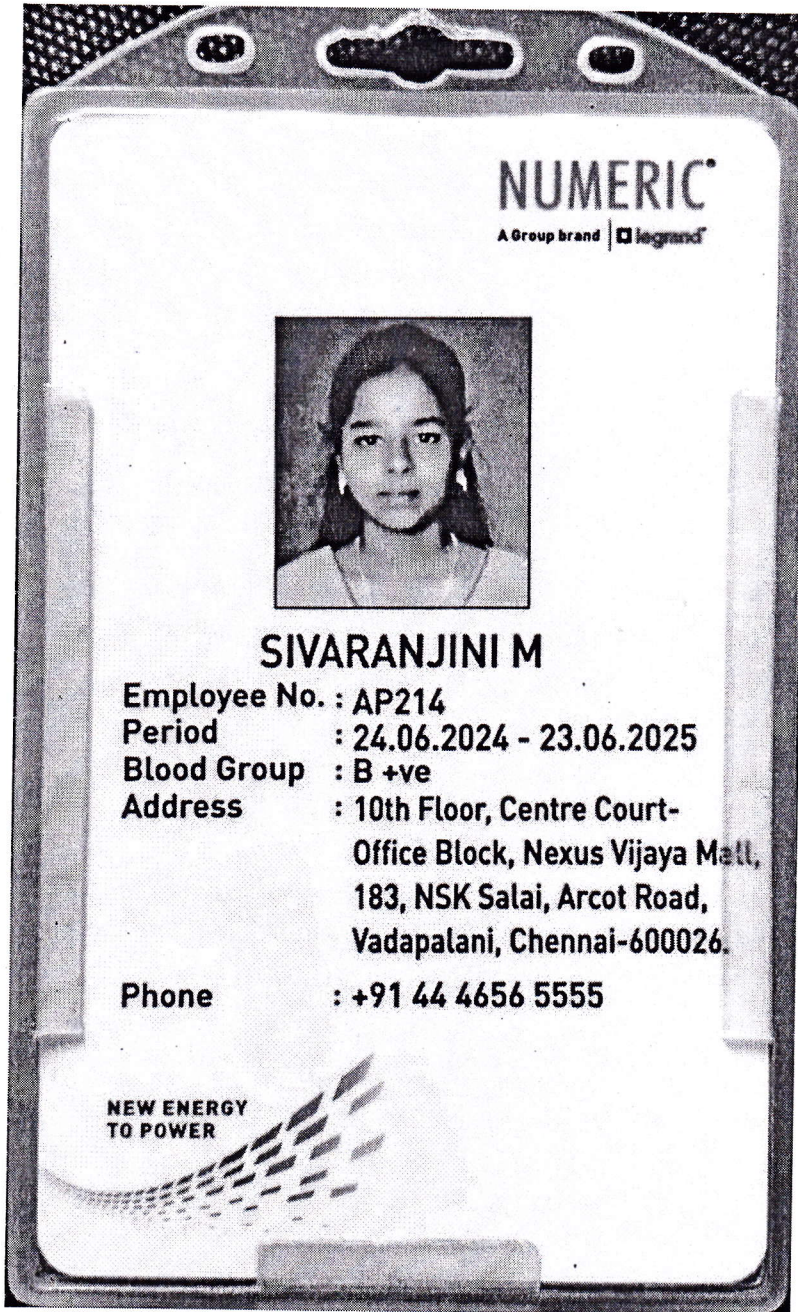 NUMERIC
A Group brand legrand
SIVARANJINI M
Employee No. : AP214
Period : 24.06.2024 - 23.06.2025
Blood Group : B +ve
Address : 10th Floor, Centre Court-
Office Block, Nexus Vijaya Mall,
183, NSK Salai, Arcot Road,
Vadapalani, Chennai-600026.
Phone : +91 44 4656 5555
NEW ENERGY
TO POWER